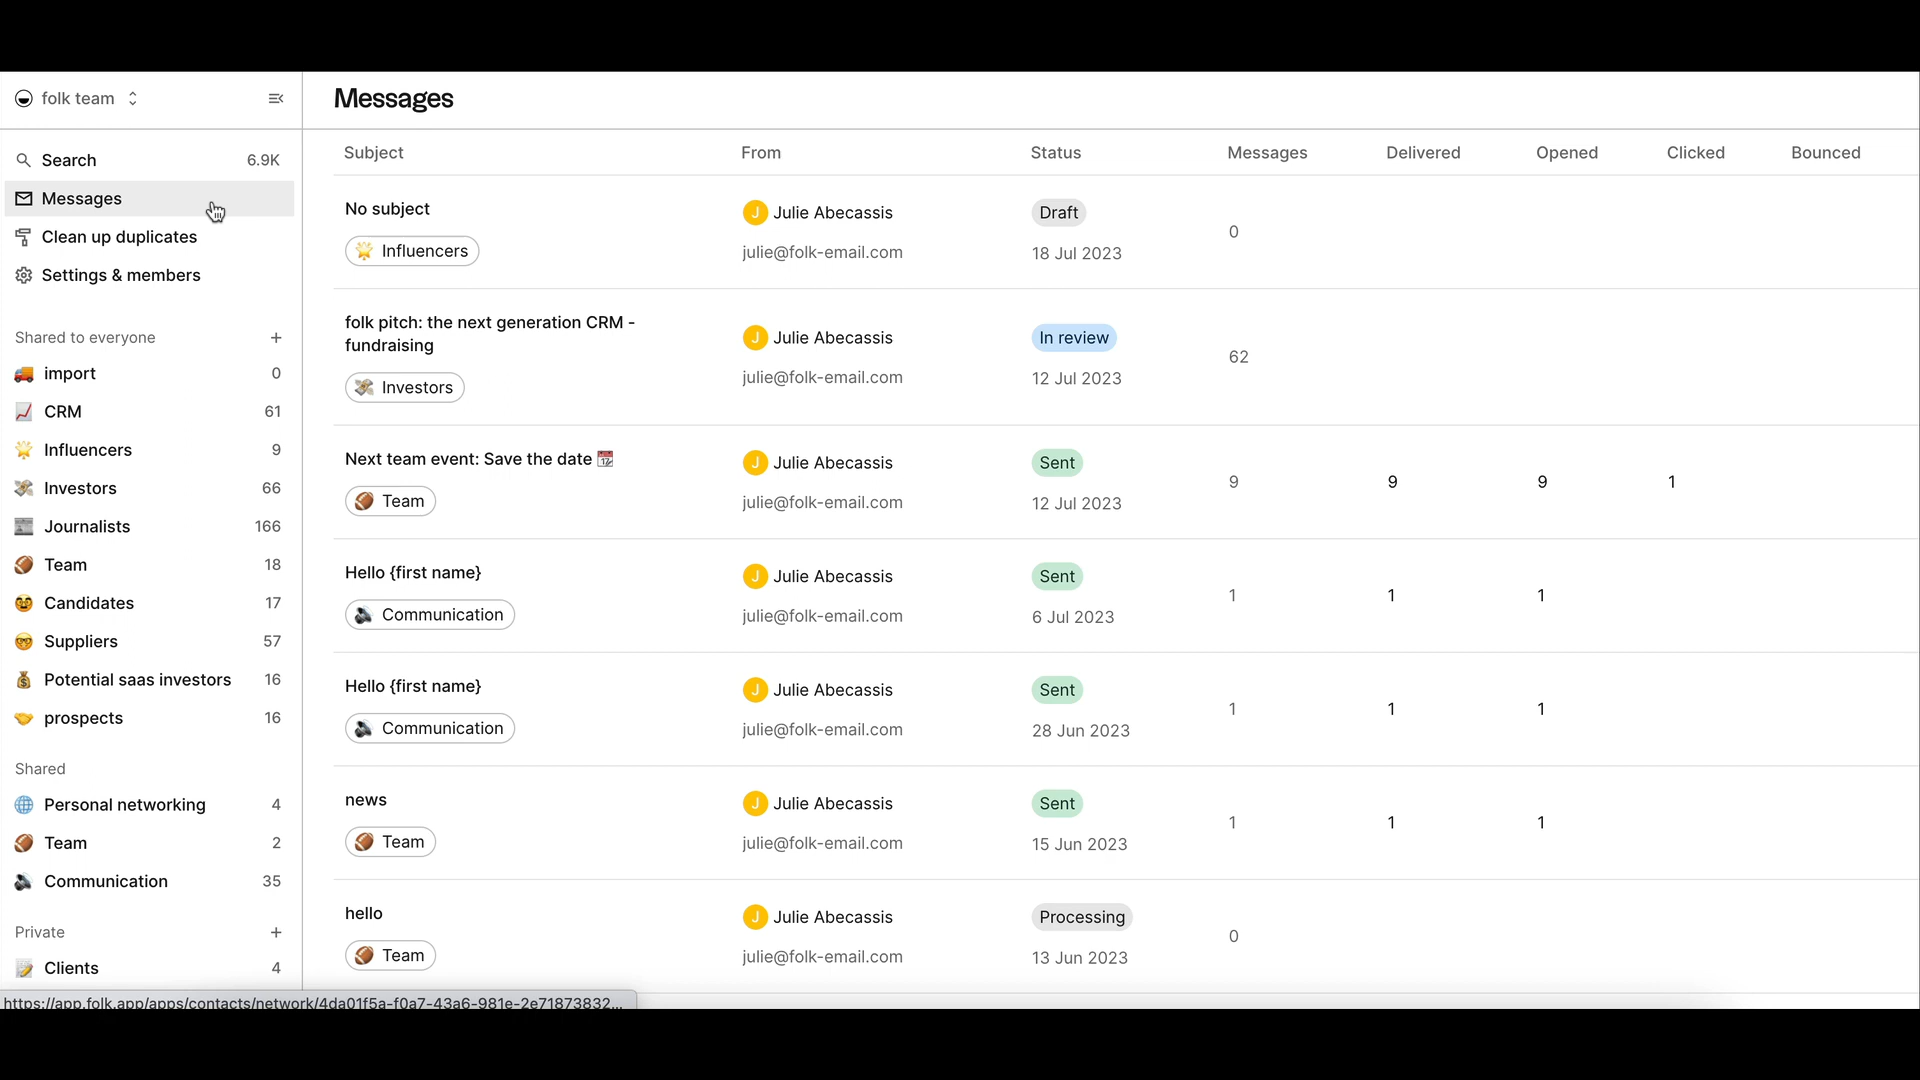 folk team
Search 6.9K
Messages
Clean up duplicates
Settings & members
Shared to everyone +
import 0
CRM 61
Influencers 9
Investors 66
Journalists 166
Team 18
Candidates 17
Suppliers 57
Potential saas investors 16
prospects 16
Shared
Personal networking 4
Team 2
Communication 35
Private +
Clients 4
https://app.folk.app/apps/contacts/network/4da01f5a-f0a7-43a6-981e-2e71873832...
Messages
Subject From Status Messages Delivered Opened Clicked Bounced
No subject
Influencers
J Julie Abecassis
julie@folk-email.com
Draft
18 Jul 2023
0
folk pitch: the next generation CRM -
fundraising
Investors
J Julie Abecassis
julie@folk-email.com
In review
12 Jul 2023
62
Next team event: Save the date
Team
J Julie Abecassis
julie@folk-email.com
Sent
12 Jul 2023
9 9 9 1
Hello {first name}
Communication
J Julie Abecassis
julie@folk-email.com
Sent
6 Jul 2023
1 1 1
Hello {first name}
Communication
J Julie Abecassis
julie@folk-email.com
Sent
28 Jun 2023
1 1 1
news
Team
J Julie Abecassis
julie@folk-email.com
Sent
15 Jun 2023
1 1 1
hello
Team
J Julie Abecassis
julie@folk-email.com
Processing
13 Jun 2023
0